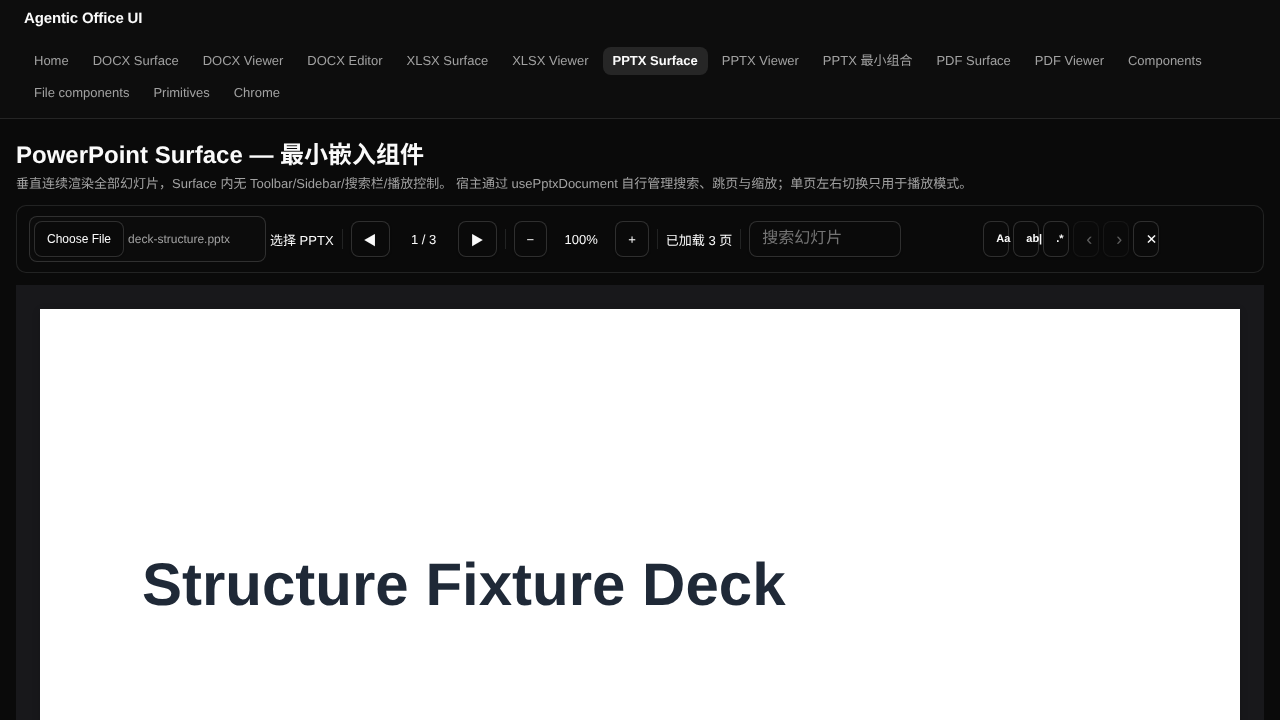 Agentic Office UI
Home DOCX Surface DOCX Viewer DOCX Editor XLSX Surface XLSX Viewer PPTX Surface PPTX Viewer PPTX 最小组合 PDF Surface PDF Viewer Components
File components Primitives Chrome
PowerPoint Surface — 最小嵌入组件
垂直连续渲染全部幻灯片，Surface 内无 Toolbar/Sidebar/搜索栏/播放控制。 宿主通过 usePptxDocument 自行管理搜索、跳页与缩放；单页左右切换只用于播放模式。
Choose File deck-structure.pptx 选择 PPTX ◀ 1 / 3 ▶ − 100% + 已加载 3 页 搜索幻灯片 Aa ab| .* ‹ › ✕
Structure Fixture Deck